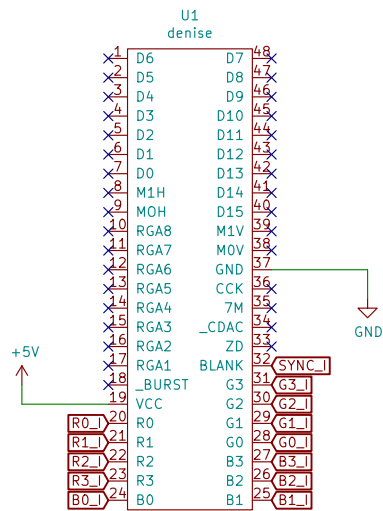 U1
denise
1 D6 D7 48
2 D5 D8 47
3 D4 D9 46
4 D3 D10 45
5 D2 D11 44
6 D1 D12 43
7 D0 D13 42
8 M1H D14 41
9 MOH D15 40
10 RGA8 M1V 39
11 RGA7 M0V 38
12 RGA6 GND 37
13 RGA5 CCK 36
14 RGA4 7M 35
15 RGA3 _CDAC 34
16 RGA2 ZD 33
17 RGA1 BLANK 32 SYNC_I
18 _BURST G3 31 G3_I
19 VCC G2 30 G2_I
R0_I 20 R0 G1 29 G1_I
R1_I 21 R1 G0 28 G0_I
R2_I 22 R2 B3 27 B3_I
R3_I 23 R3 B2 26 B2_I
B0_I 24 B0 B1 25 B1_I
+5V
GND